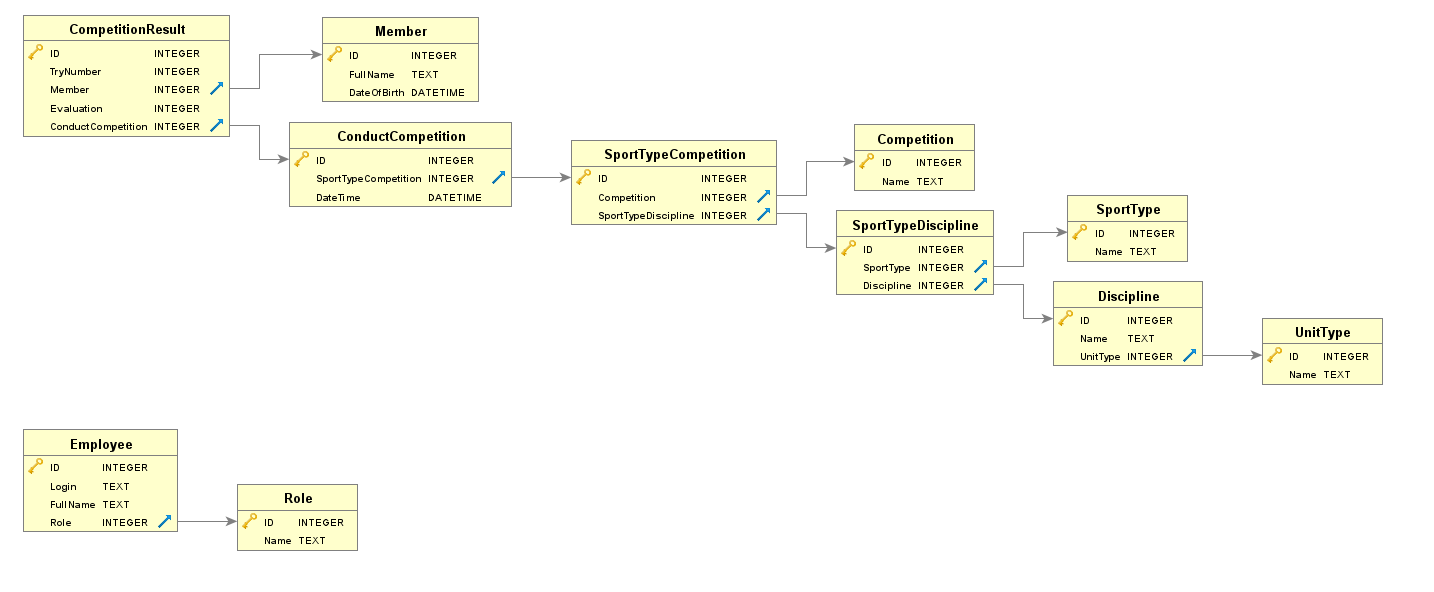 CompetitionResult
ID INTEGER
TryNumber INTEGER
Member INTEGER
Evaluation INTEGER
ConductCompetition INTEGER
Member
ID INTEGER
FullName TEXT
DateOfBirth DATETIME
ConductCompetition
ID INTEGER
SportTypeCompetition INTEGER
DateTime DATETIME
SportTypeCompetition
ID INTEGER
Competition INTEGER
SportTypeDiscipline INTEGER
Competition
ID INTEGER
Name TEXT
SportTypeDiscipline
ID INTEGER
SportType INTEGER
Discipline INTEGER
SportType
ID INTEGER
Name TEXT
Discipline
ID INTEGER
Name TEXT
UnitType INTEGER
UnitType
ID INTEGER
Name TEXT
Employee
ID INTEGER
Login TEXT
FullName TEXT
Role INTEGER
Role
ID INTEGER
Name TEXT